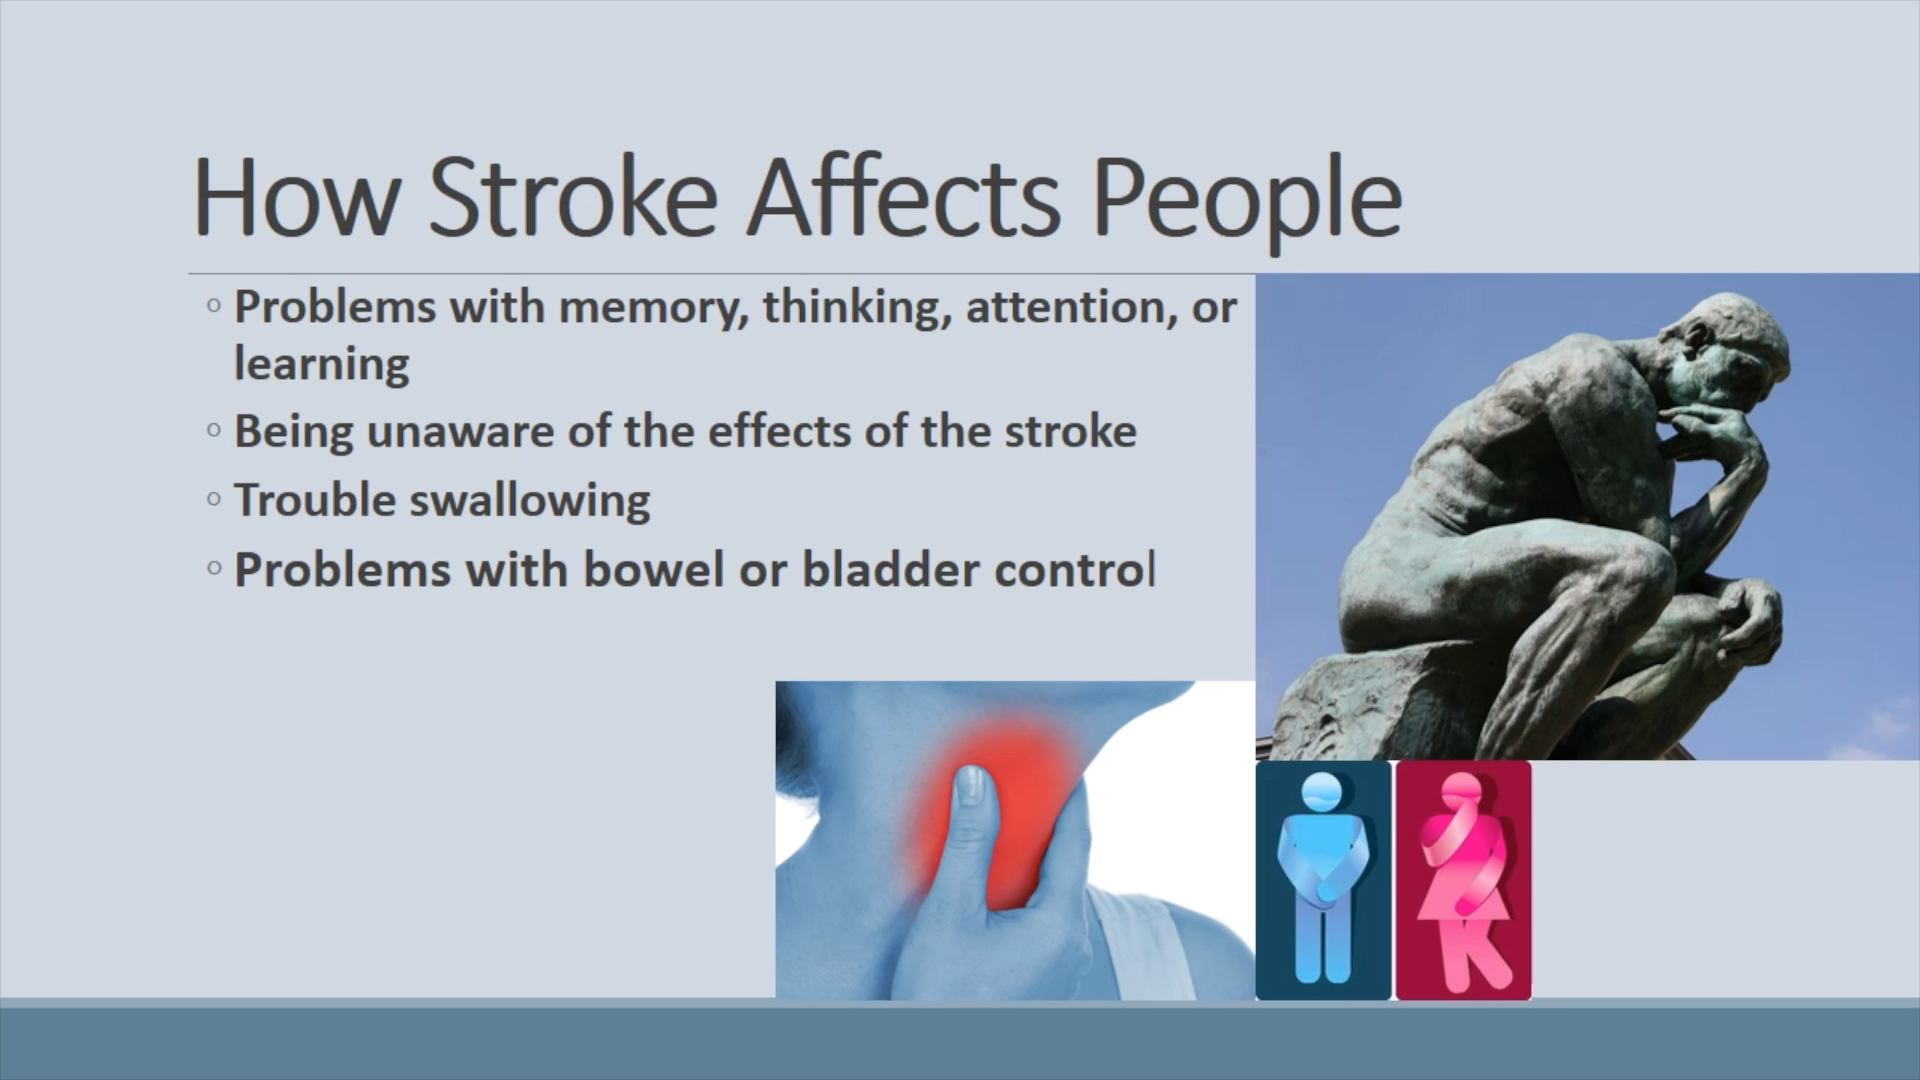 How Stroke Affects People
◦ Problems with memory, thinking, attention, or
learning
◦ Being unaware of the effects of the stroke
◦ Trouble swallowing
◦ Problems with bowel or bladder control